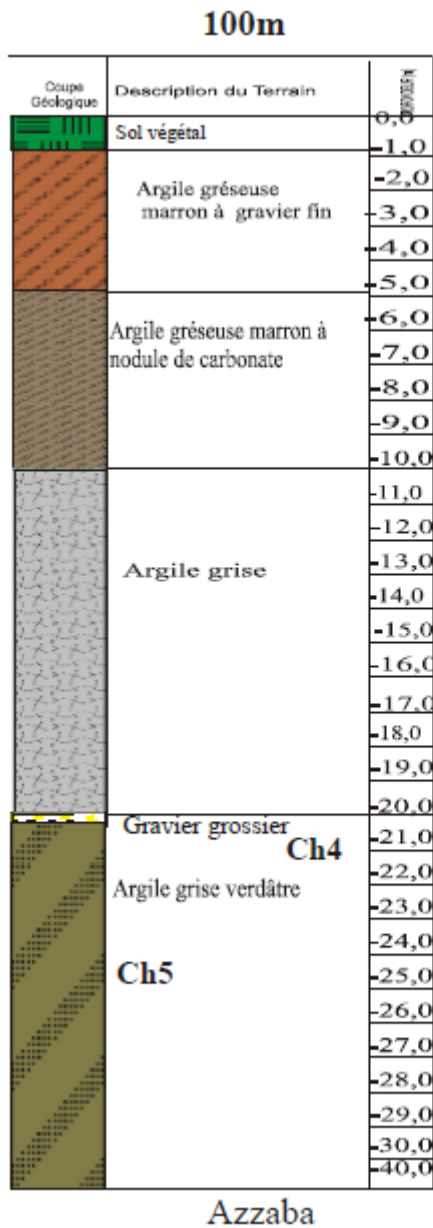 100m
Coupe
Géologique
Description du Terrain
0,0
Sol végétal
-1,0
-2,0
Argile gréseuse
marron à gravier fin
-3,0
-4,0
-5,0
-6,0
Argile gréseuse marron à
nodule de carbonate
-7,0
-8,0
-9,0
-10,0
-11,0
-12,0
Argile grise
-13,0
-14,0
-15,0
-16,0
-17,0
-18,0
-19,0
-20,0
Gravier grossier
-21,0
Ch4
-22,0
Argile grise verdâtre
-23,0
-24,0
Ch5
-25,0
-26,0
-27,0
-28,0
-29,0
-30,0
-40,0
Azzaba